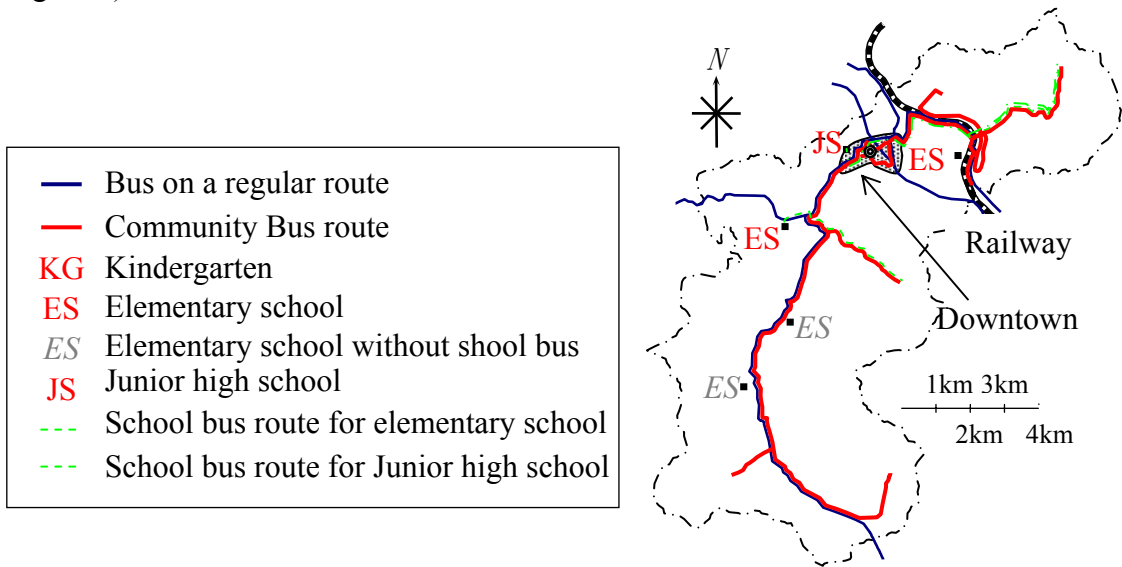 Bus on a regular route
Community Bus route
KG Kindergarten
ES Elementary school
ES Elementary school without shool bus
JS Junior high school
School bus route for elementary school
School bus route for Junior high school
N
JS
ES
ES
Railway
Downtown
ES
ES
1km 3km
2km 4km